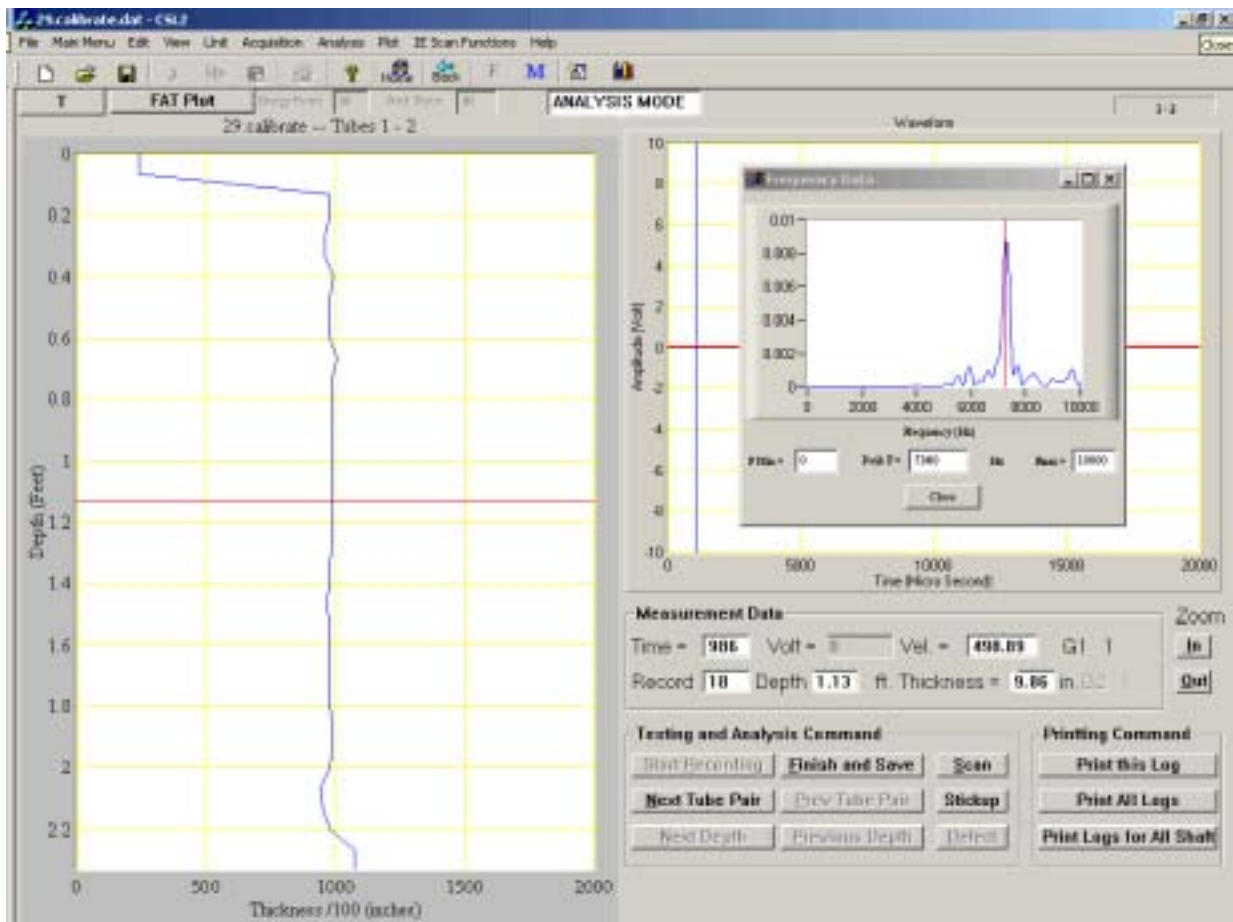 29.calibrate.dat - CSL2
File Main Menu Edit View Unit Acquisition Analysis Plot IE Scan Functions Help
Close
Home Back F M
T FAT Plot ANALYSIS MODE 1-2
29.calibrate -- Tubes 1 - 2
0
0.2
0.4
0.6
0.8
1
1.2
1.4
1.6
1.8
2
2.2
Depth (Feet)
0 500 1000 1500 2000
Thickness /100 (inches)
Waveform
10
8
6
4
2
0
-2
-4
-6
-8
-10
Amplitude (Volt)
0 5000 10000 15000 20000
Time (Micro Second)
Frequency Data
0.01
0.008
0.006
0.004
0.002
0
0 2000 4000 6000 8000 10000
Frequency (Hz)
0 Hz 10000
Close
Measurement Data
Time = 986 Volt = 0 Vel. = 498.89 G1 1
Record 18 Depth 1.13 ft. Thickness = 9.86 in. G2
Zoom
In
Out
Testing and Analysis Command
Start Recording Finish and Save Scan
Next Tube Pair Prev Tube Pair Stickup
Next Depth Previous Depth Defect
Printing Command
Print this Log
Print All Logs
Print Logs for All Shaft